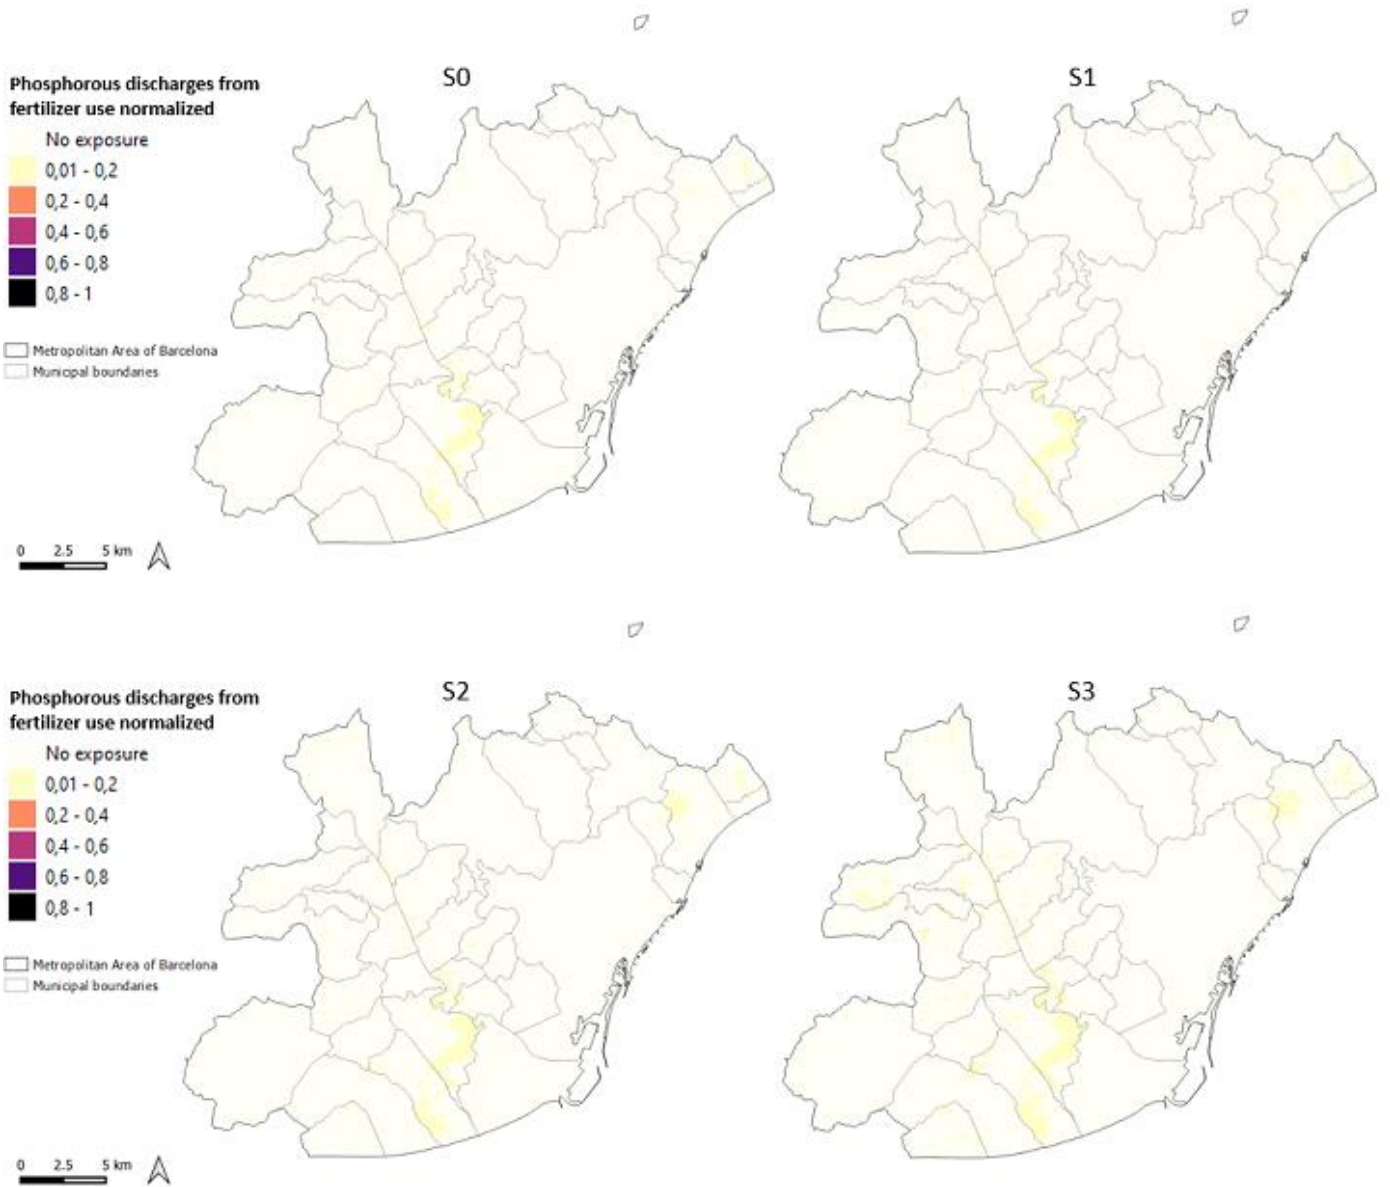 S0
S1
Phosphorous discharges from
fertilizer use normalized
No exposure
0,01 - 0,2
0,2 - 0,4
0,4 - 0,6
0,6 - 0,8
0,8 - 1
Metropolitan Area of Barcelona
Municipal boundaries
0 2.5 5 km
S2
S3
Phosphorous discharges from
fertilizer use normalized
No exposure
0,01 - 0,2
0,2 - 0,4
0,4 - 0,6
0,6 - 0,8
0,8 - 1
Metropolitan Area of Barcelona
Municipal boundaries
0 2.5 5 km